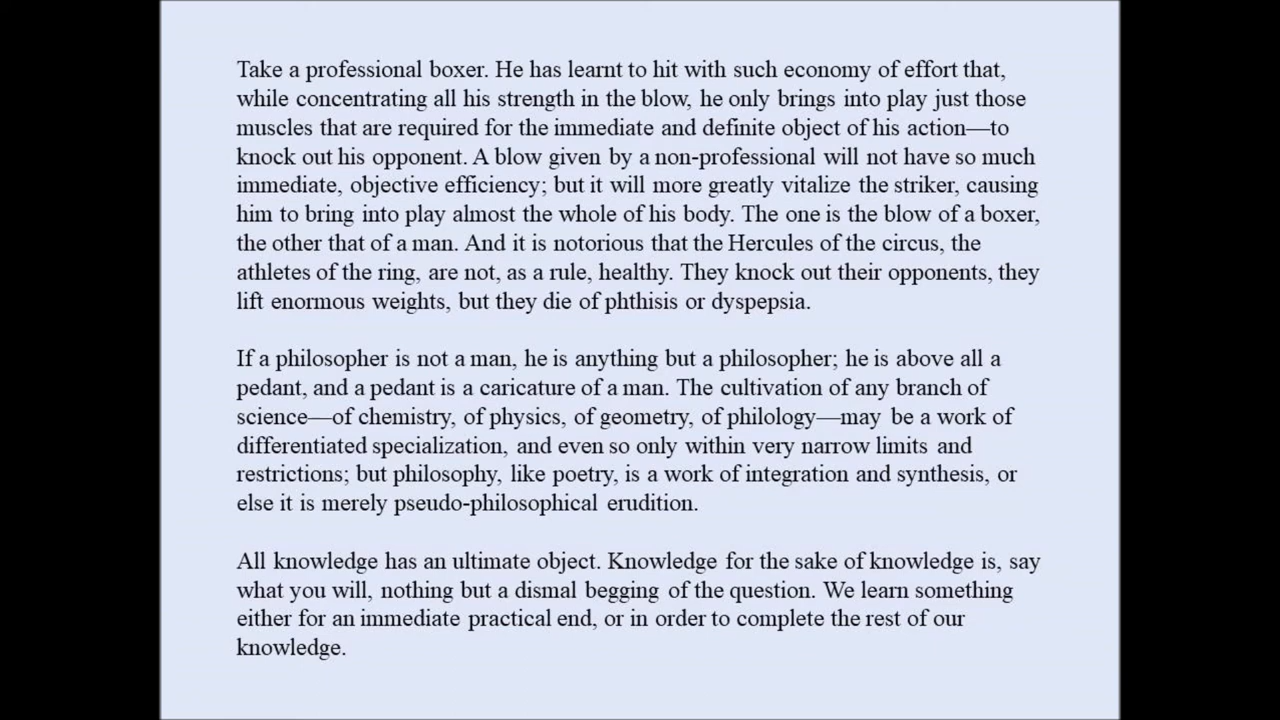 Take a professional boxer. He has learnt to hit with such economy of effort that,
while concentrating all his strength in the blow, he only brings into play just those
muscles that are required for the immediate and definite object of his action—to
knock out his opponent. A blow given by a non-professional will not have so much
immediate, objective efficiency; but it will more greatly vitalize the striker, causing
him to bring into play almost the whole of his body. The one is the blow of a boxer,
the other that of a man. And it is notorious that the Hercules of the circus, the
athletes of the ring, are not, as a rule, healthy. They knock out their opponents, they
lift enormous weights, but they die of phthisis or dyspepsia.
If a philosopher is not a man, he is anything but a philosopher; he is above all a
pedant, and a pedant is a caricature of a man. The cultivation of any branch of
science—of chemistry, of physics, of geometry, of philology—may be a work of
differentiated specialization, and even so only within very narrow limits and
restrictions; but philosophy, like poetry, is a work of integration and synthesis, or
else it is merely pseudo-philosophical erudition.
All knowledge has an ultimate object. Knowledge for the sake of knowledge is, say
what you will, nothing but a dismal begging of the question. We learn something
either for an immediate practical end, or in order to complete the rest of our
knowledge.